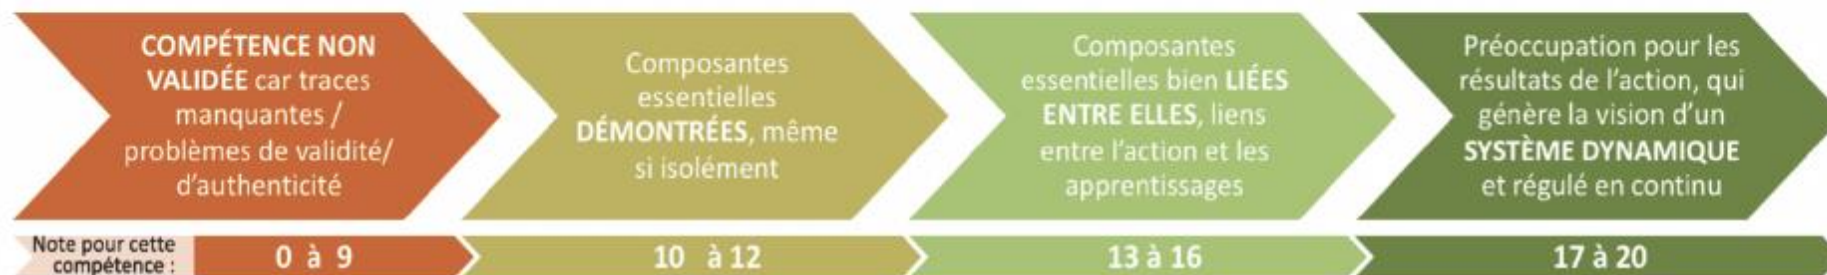 COMPÉTENCE NON
VALIDÉE car traces
manquantes /
problèmes de validité/
d'authenticité
Composantes
essentielles
DÉMONTRÉES, même
si isolément
Composantes
essentielles bien LIÉES
ENTRE ELLES, liens
entre l'action et les
apprentissages
Préoccupation pour les
résultats de l'action, qui
génère la vision d'un
SYSTÈME DYNAMIQUE
et régulé en continu
Note pour cette
compétence :
0 à 9
10 à 12
13 à 16
17 à 20